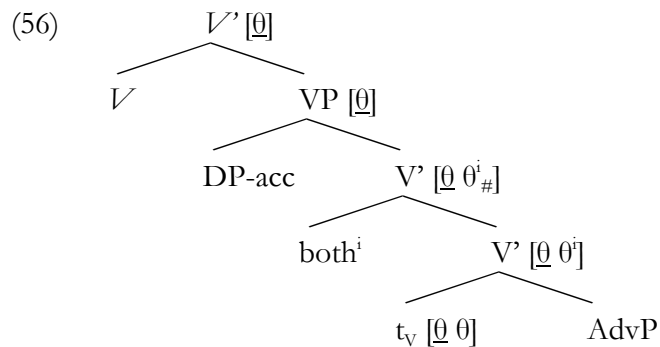 (56) V’ [θ]
V VP [θ]
DP-acc V’ [θ θⁱ#]
bothⁱ V’ [θ θⁱ]
tV [θ θ] AdvP